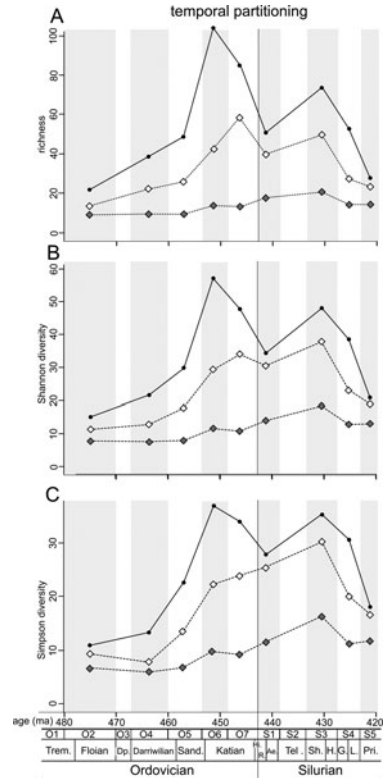 temporal partitioning
A
richness
0 20 40 60 80 100
B
Shannon diversity
0 10 20 30 40 50 60
C
Simpson diversity
0 10 20 30
age (ma) 480 470 460 450 440 430 420
O1 O2 O3 O4 O5 O6 O7 S1 S2 S3 S4 S5
Trem. Floian Dp. Darriwilian Sand. Katian Hi. R. Ae. Tel . Sh. H. G. L. Pri.
Ordovician Silurian